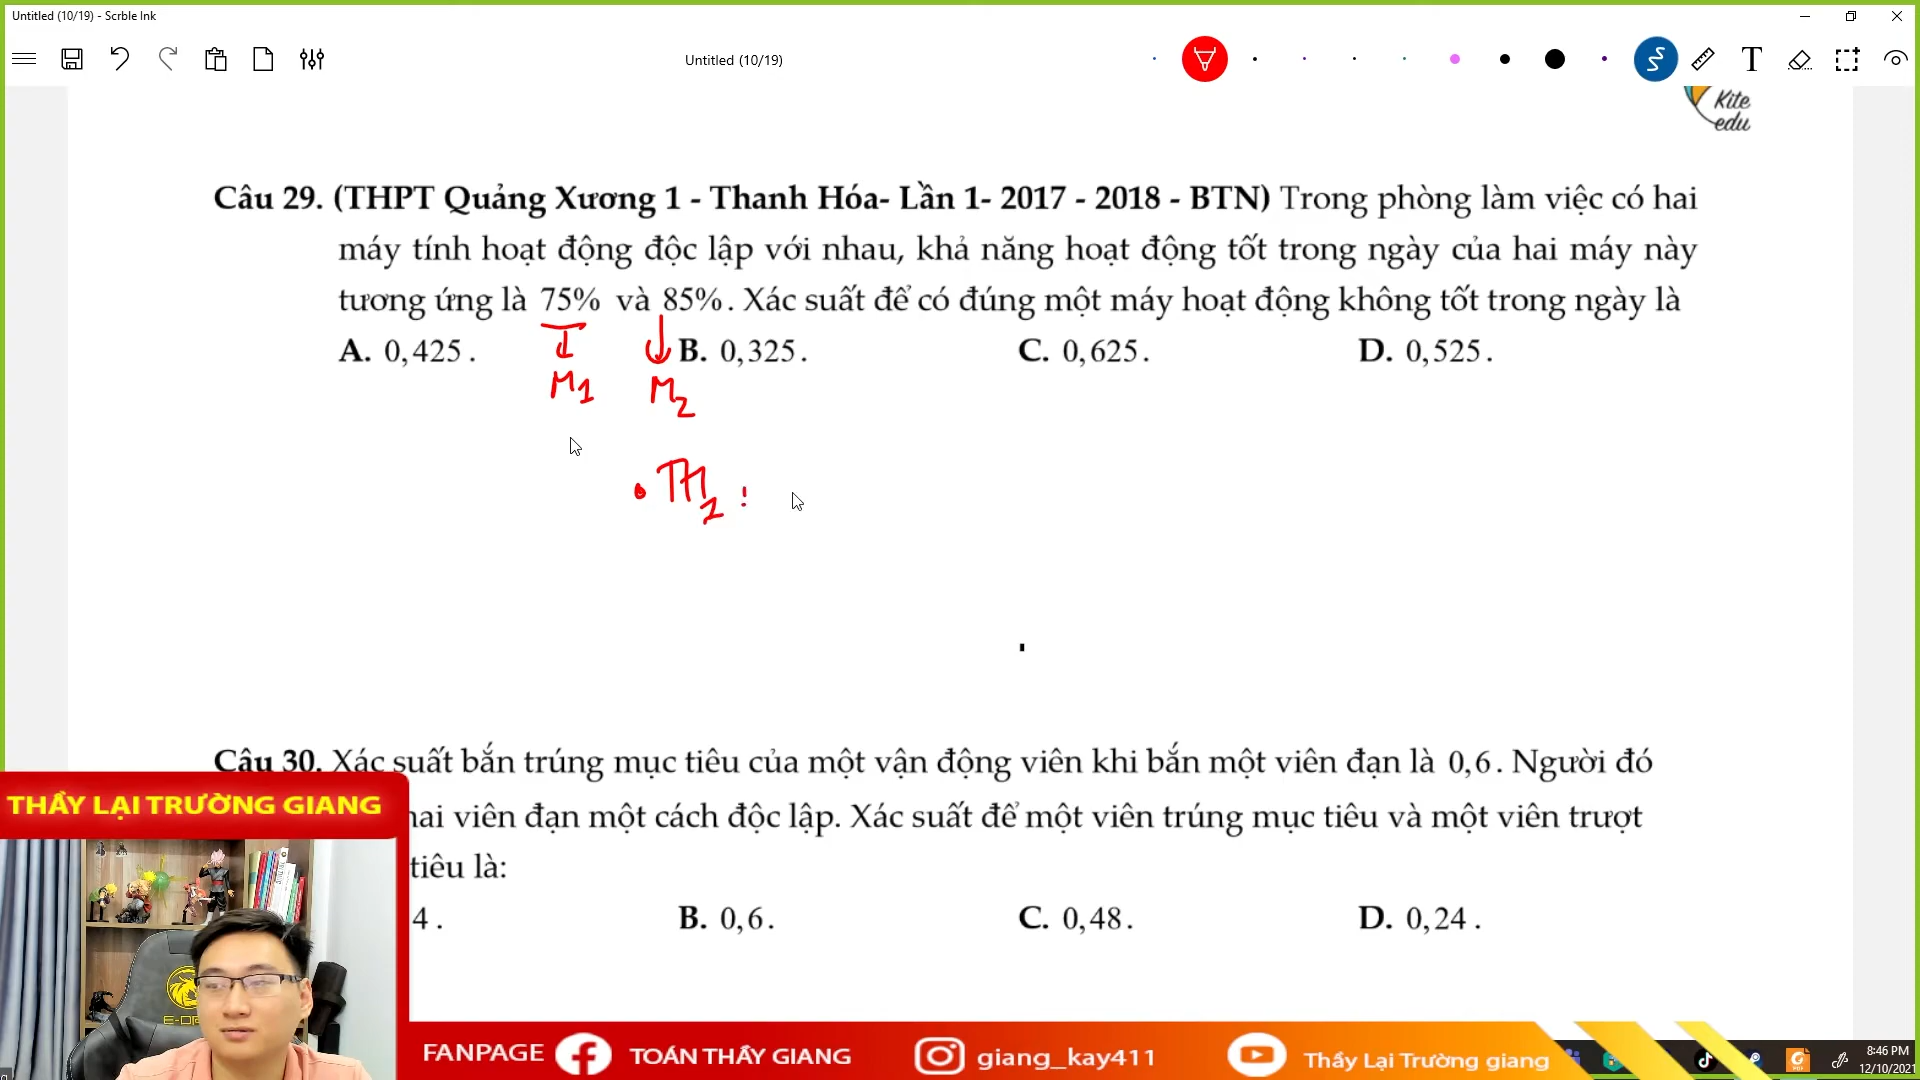 Untitled (10/19) - Scrble Ink
Untitled (10/19)
T
Kite
edu
Câu 29. (THPT Quảng Xương 1 - Thanh Hóa- Lần 1- 2017 - 2018 - BTN) Trong phòng làm việc có hai
máy tính hoạt động độc lập với nhau, khả năng hoạt động tốt trong ngày của hai máy này
tương ứng là 75% và 85%. Xác suất để có đúng một máy hoạt động không tốt trong ngày là
A. 0,425. B. 0,325. C. 0,625. D. 0,525.
M1 M2
• TH1 :
Câu 30. Xác suất bắn trúng mục tiêu của một vận động viên khi bắn một viên đạn là 0,6. Người đó
hai viên đạn một cách độc lập. Xác suất để một viên trúng mục tiêu và một viên trượt
tiêu là:
4. B. 0,6. C. 0,48. D. 0,24.
THẦY LẠI TRƯỜNG GIANG
FANPAGE TOÁN THẦY GIANG giang_kay411 Thầy Lại Trường giang
8:46 PM
12/10/2021